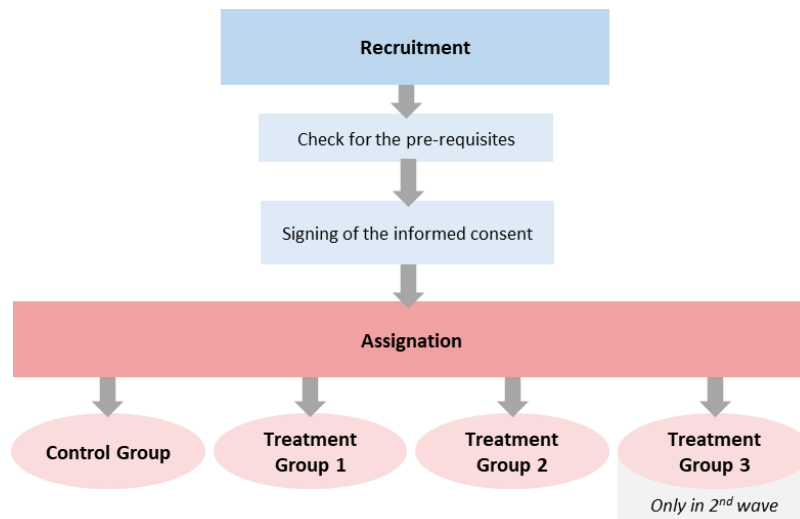 Recruitment
Check for the pre-requisites
Signing of the informed consent
Assignation
Control Group
Treatment
Group 1
Treatment
Group 2
Treatment
Group 3
Only in 2nd wave